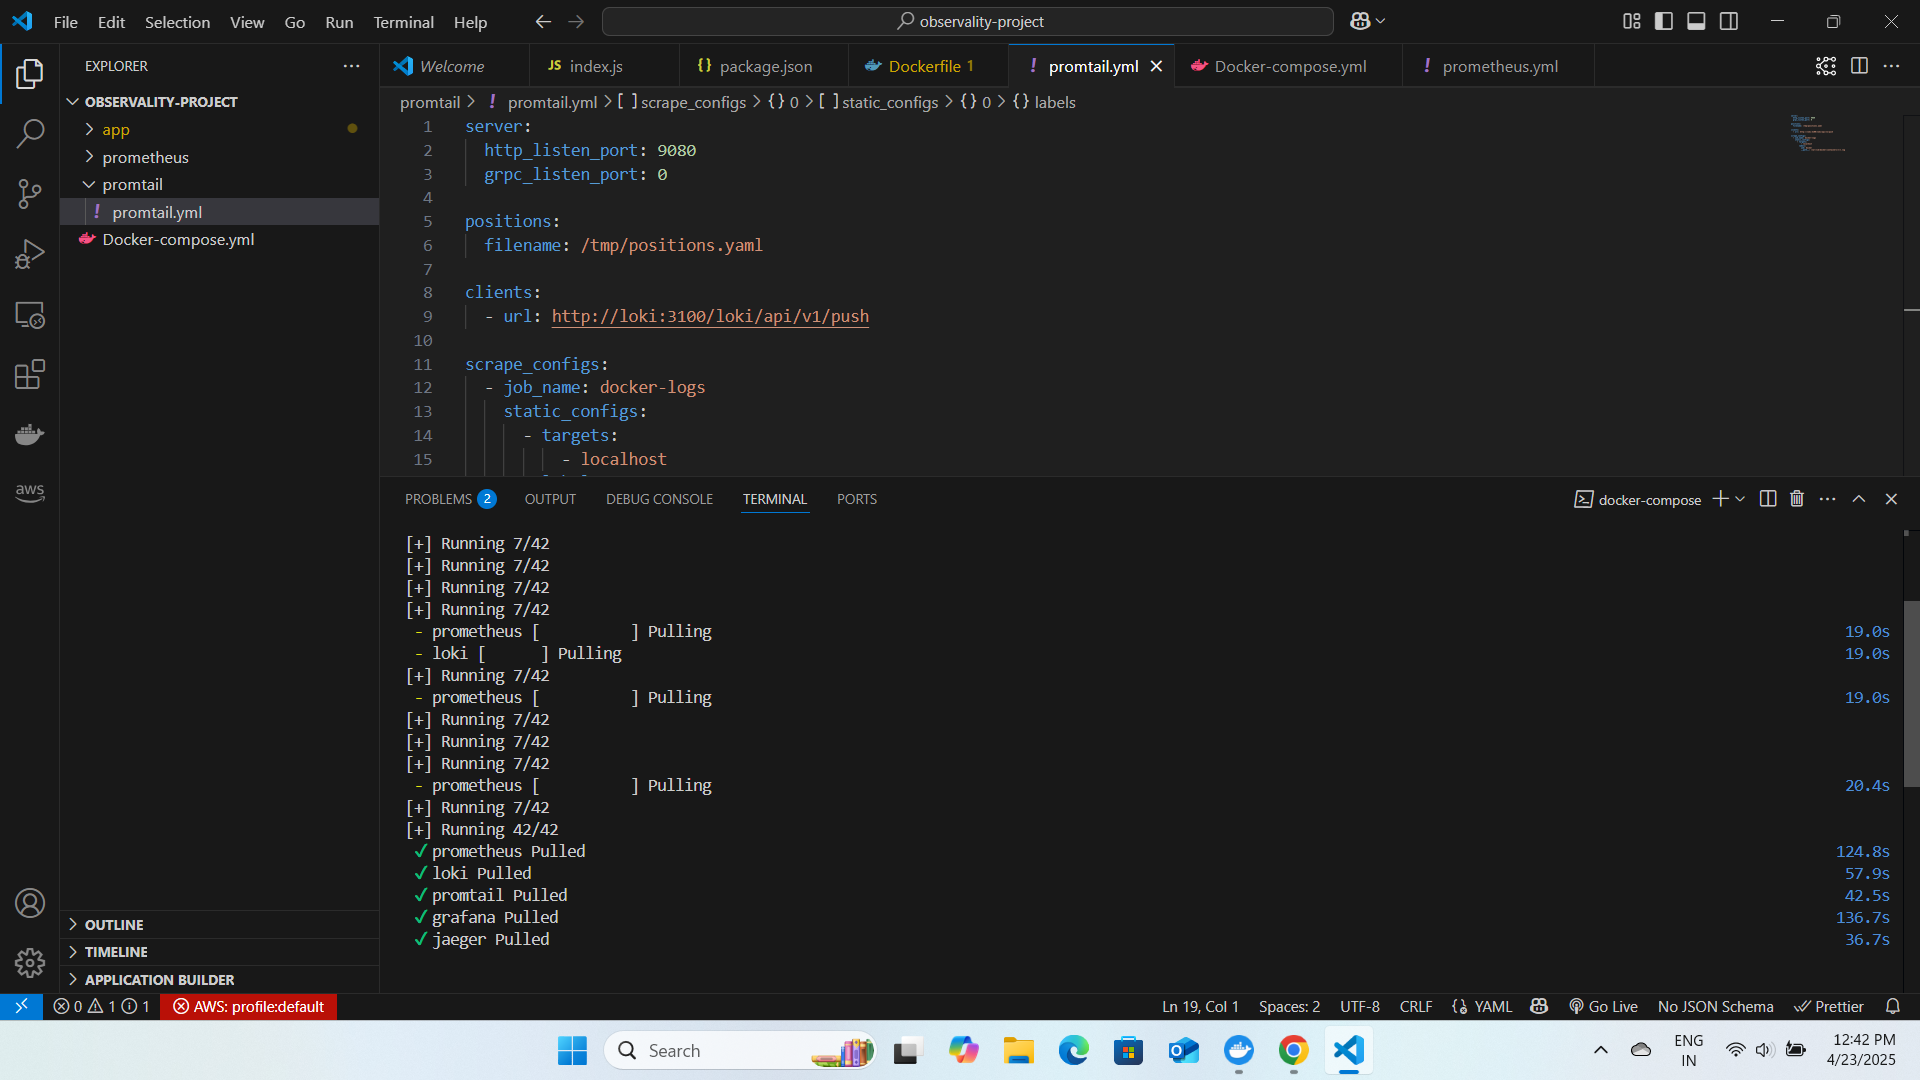 File Edit Selection View Go Run Terminal Help
observality-project
EXPLORER
OBSERVALITY-PROJECT
app
prometheus
promtail
! promtail.yml
Docker-compose.yml
OUTLINE
TIMELINE
APPLICATION BUILDER
aws
Welcome
JS index.js
{} package.json
Dockerfile 1
! promtail.yml
Docker-compose.yml
! prometheus.yml
promtail > ! promtail.yml > [ ] scrape_configs > {} 0 > [ ] static_configs > {} 0 > {} labels
1 server:
2 http_listen_port: 9080
3 grpc_listen_port: 0
4
5 positions:
6 filename: /tmp/positions.yaml
7
8 clients:
9 - url: http://loki:3100/loki/api/v1/push
10
11 scrape_configs:
12 - job_name: docker-logs
13 static_configs:
14 - targets:
15 - localhost
PROBLEMS 2 OUTPUT DEBUG CONSOLE TERMINAL PORTS
docker-compose
[+] Running 7/42
[+] Running 7/42
[+] Running 7/42
[+] Running 7/42
- prometheus [ ] Pulling 19.0s
- loki [ ] Pulling 19.0s
[+] Running 7/42
- prometheus [ ] Pulling 19.0s
[+] Running 7/42
[+] Running 7/42
[+] Running 7/42
- prometheus [ ] Pulling 20.4s
[+] Running 7/42
[+] Running 42/42
✓ prometheus Pulled 124.8s
✓ loki Pulled 57.9s
✓ promtail Pulled 42.5s
✓ grafana Pulled 136.7s
✓ jaeger Pulled 36.7s
0 1 1 AWS: profile:default
Ln 19, Col 1 Spaces: 2 UTF-8 CRLF {} YAML Go Live No JSON Schema Prettier
Search
ENG
IN
12:42 PM
4/23/2025